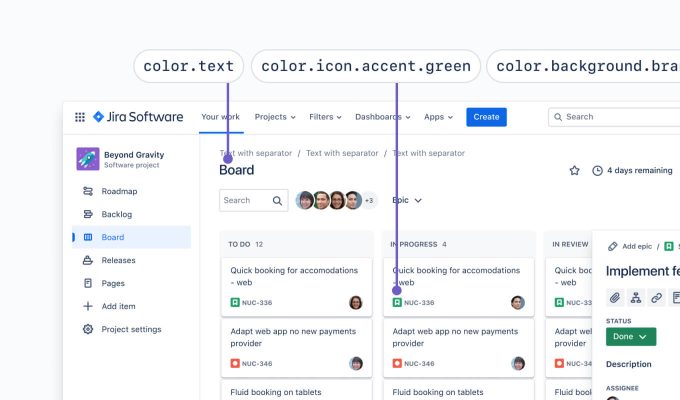 color.text
color.icon.accent.green
color.background.bra
Jira Software
Your work
Projects
Filters
Dashboards
Apps
Create
Search
Beyond Gravity
Software project
Roadmap
Backlog
Board
Releases
Pages
Add item
Project settings
Text with separator / Text with separator / Text with separator
Board
4 days remaining
Search
+3
Epic
TO DO 12
Quick booking for accomodations
- web
NUC-336
Adapt web app no new payments
provider
NUC-346
Fluid booking on tablets
IN PROGRESS 4
Quick booking for accomodations
- web
NUC-336
Adapt web app no new payments
provider
NUC-346
Fluid booking on tablets
IN REVIEW
Quick bo
- web
NUC-
Adapt we
provider
NUC-
Fluid boo
Add epic /
Implement fe
STATUS
Done
Description
ASSIGNEE